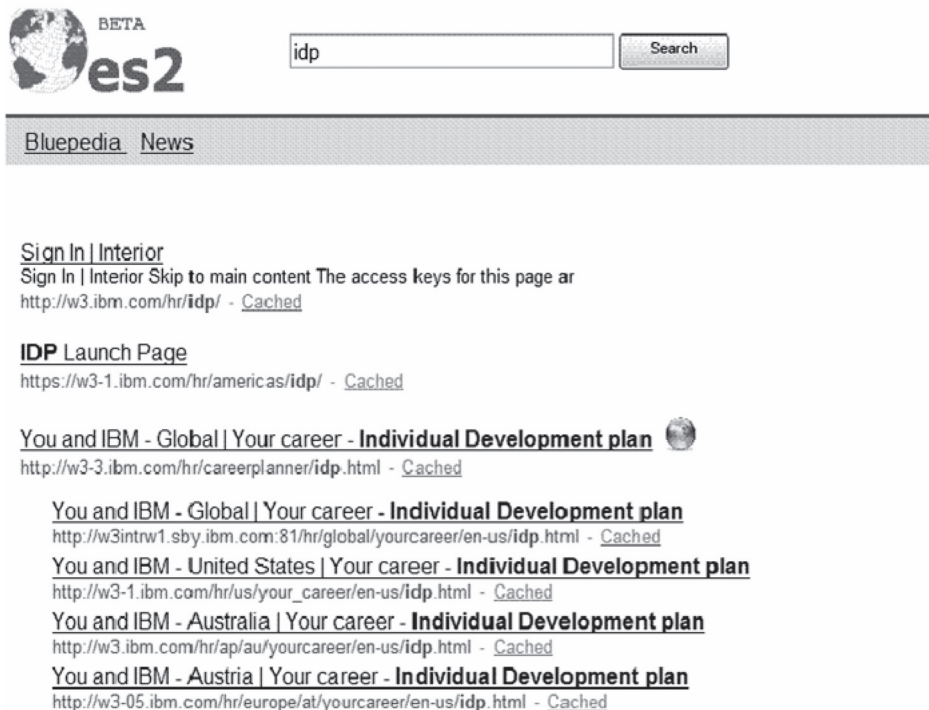 BETA
es2
idp
Search
Bluepedia News
Sign In | Interior
Sign In | Interior Skip to main content The access keys for this page ar
http://w3.ibm.com/hr/idp/ - Cached
IDP Launch Page
https://w3-1.ibm.com/hr/americas/idp/ - Cached
You and IBM - Global | Your career - Individual Development plan
http://w3-3.ibm.com/hr/careerplanner/idp.html - Cached
You and IBM - Global | Your career - Individual Development plan
http://w3intrw1.sby.ibm.com:81/hr/global/yourcareer/en-us/idp.html - Cached
You and IBM - United States | Your career - Individual Development plan
http://w3-1.ibm.com/hr/us/your_career/en-us/idp.html - Cached
You and IBM - Australia | Your career - Individual Development plan
http://w3.ibm.com/hr/ap/au/yourcareer/en-us/idp.html - Cached
You and IBM - Austria | Your career - Individual Development plan
http://w3-05.ibm.com/hr/europe/at/yourcareer/en-us/idp.html - Cached